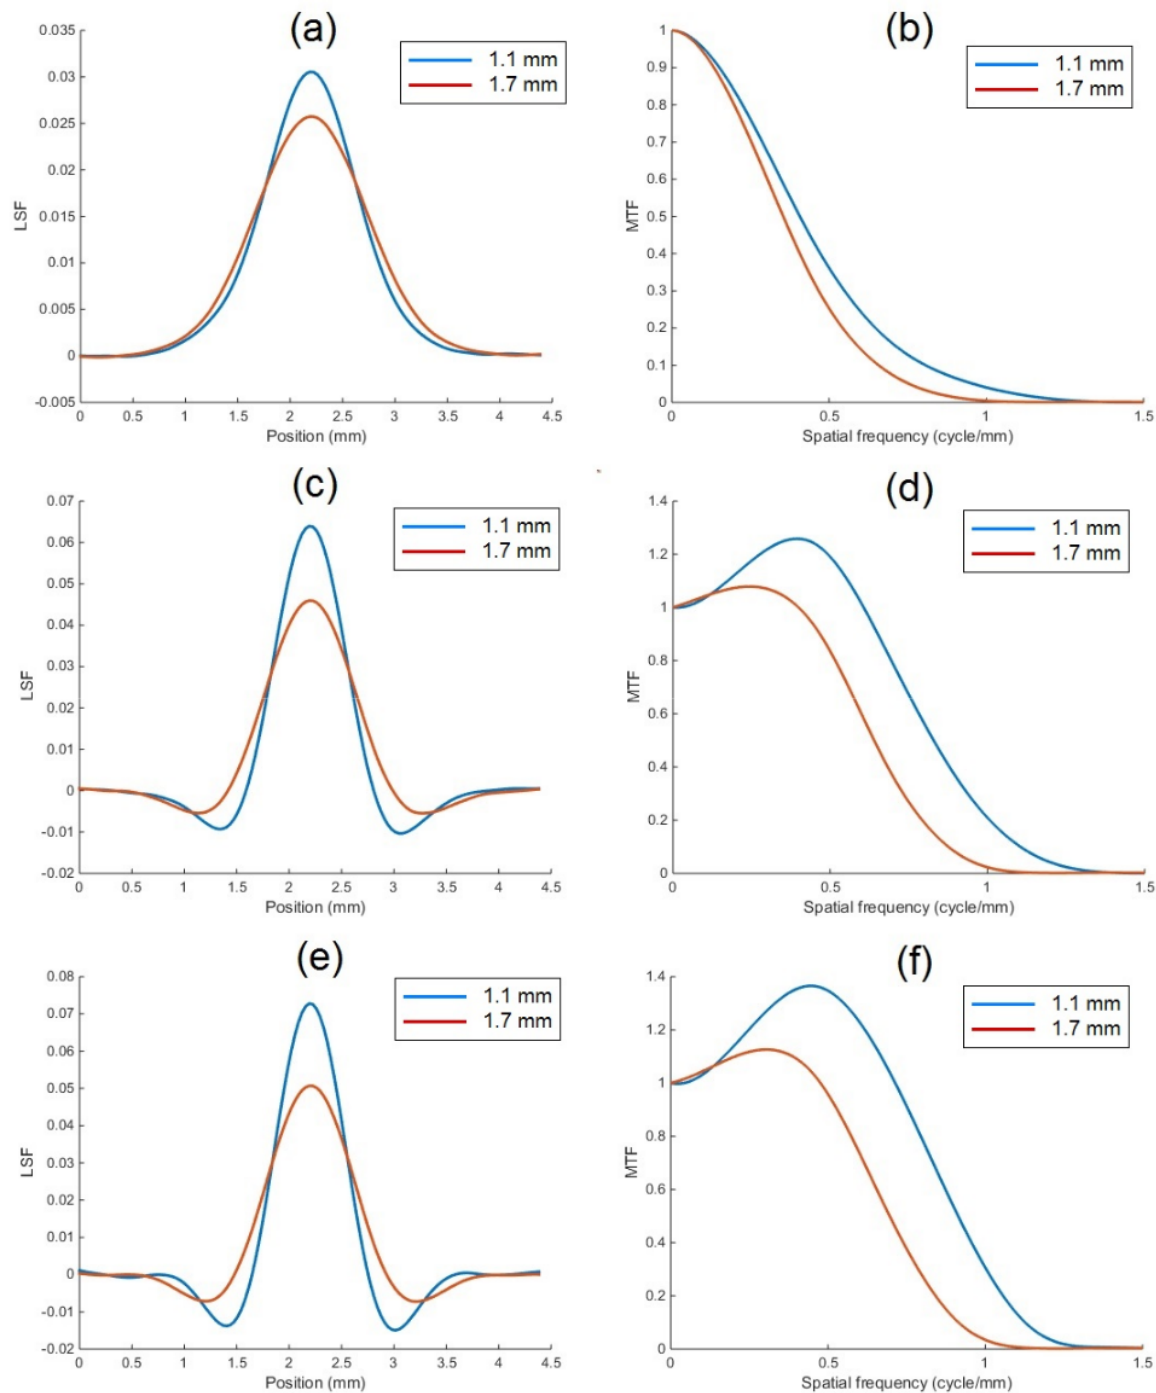 (a)
0.035
0.03
0.025
0.02
0.015
0.01
0.005
0
-0.005
LSF
1.1 mm
1.7 mm
0 0.5 1 1.5 2 2.5 3 3.5 4 4.5
Position (mm)
(b)
1
0.9
0.8
0.7
0.6
0.5
0.4
0.3
0.2
0.1
0
MTF
1.1 mm
1.7 mm
0 0.5 1 1.5
Spatial frequency (cycle/mm)
(c)
0.07
0.06
0.05
0.04
0.03
0.02
0.01
0
-0.01
-0.02
LSF
1.1 mm
1.7 mm
0 0.5 1 1.5 2 2.5 3 3.5 4 4.5
Position (mm)
(d)
1.4
1.2
1
0.8
0.6
0.4
0.2
0
MTF
1.1 mm
1.7 mm
0 0.5 1 1.5
Spatial frequency (cycle/mm)
(e)
0.08
0.07
0.06
0.05
0.04
0.03
0.02
0.01
0
-0.01
-0.02
LSF
1.1 mm
1.7 mm
0 0.5 1 1.5 2 2.5 3 3.5 4 4.5
Position (mm)
(f)
1.4
1.2
1
0.8
0.6
0.4
0.2
0
MTF
1.1 mm
1.7 mm
0 0.5 1 1.5
Spatial frequency (cycle/mm)